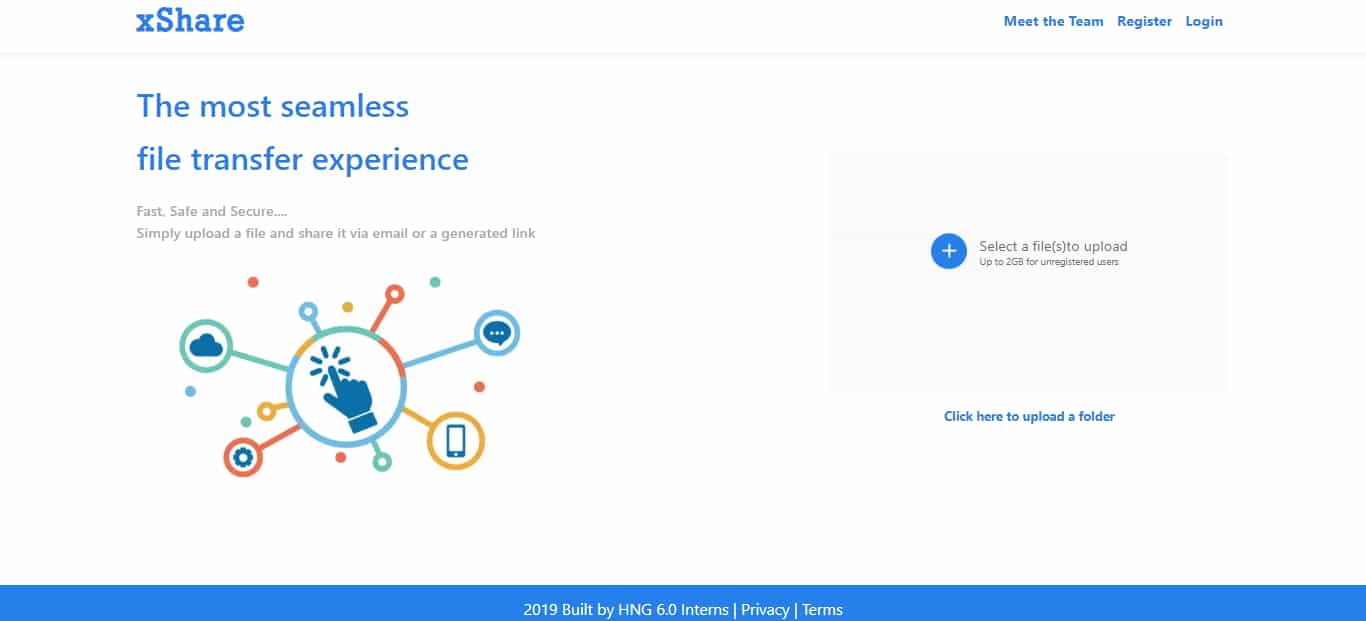 xShare
Meet the Team Register Login
The most seamless
file transfer experience
Fast, Safe and Secure....
Simply upload a file and share it via email or a generated link
Select a file(s)to upload
Up to 2GB for unregistered users
Click here to upload a folder
2019 Built by HNG 6.0 Interns | Privacy | Terms